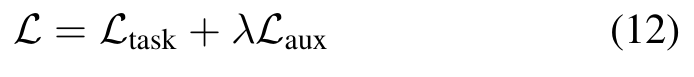 ℒ = ℒ_task + λℒ_aux (12)